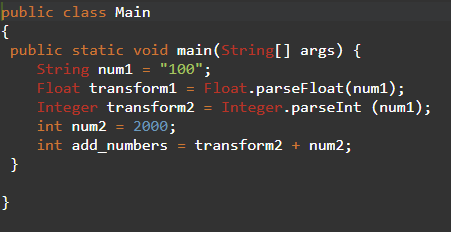 public class Main
{
public static void main(String[] args) {
String num1 = "100";
Float transform1 = Float.parseFloat(num1);
Integer transform2 = Integer.parseInt (num1);
int num2 = 2000;
int add_numbers = transform2 + num2;
}
}